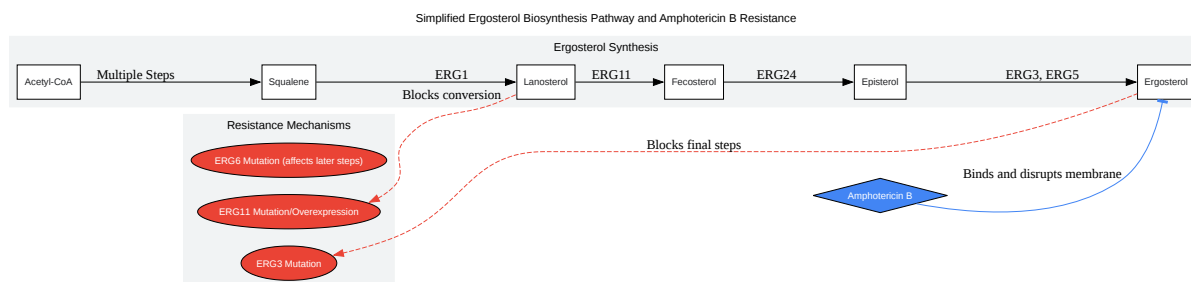 Simplified Ergosterol Biosynthesis Pathway and Amphotericin B Resistance
Ergosterol Synthesis
Acetyl-CoA
Multiple Steps
Squalene
ERG1
Lanosterol
ERG11
Fecosterol
ERG24
Episterol
ERG3, ERG5
Ergosterol
Blocks conversion
Resistance Mechanisms
ERG6 Mutation (affects later steps)
Blocks final steps
Binds and disrupts membrane
Amphotericin B
ERG11 Mutation/Overexpression
ERG3 Mutation